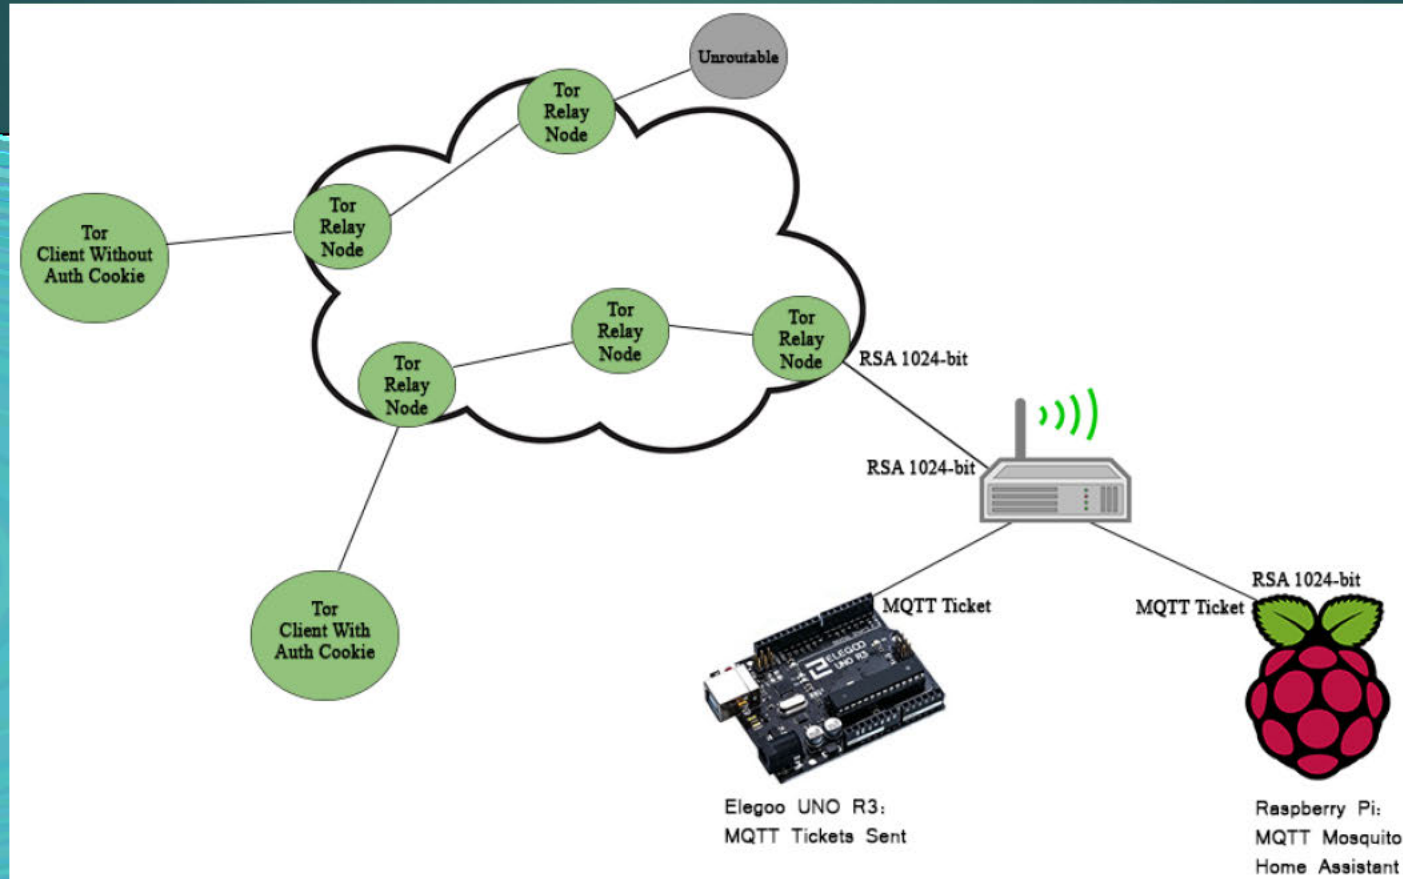 Unroutable
Tor
Relay
Node
Tor
Relay
Node
Tor
Client Without
Auth Cookie
Tor
Relay
Node
Tor
Relay
Node
Tor
Relay
Node
RSA 1024-bit
RSA 1024-bit
Tor
Client With
Auth Cookie
MQTT Ticket
MQTT Ticket
RSA 1024-bit
ELEGOO
UNO R3
Elegoo UNO R3:
MQTT Tickets Sent
Raspberry Pi:
MQTT Mosquito
Home Assistant